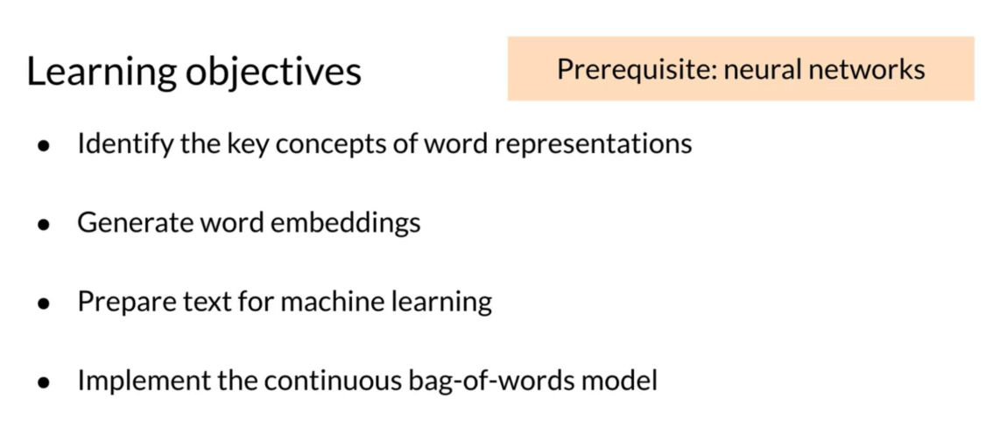 Learning objectives
Prerequisite: neural networks
● Identify the key concepts of word representations
● Generate word embeddings
● Prepare text for machine learning
● Implement the continuous bag-of-words model